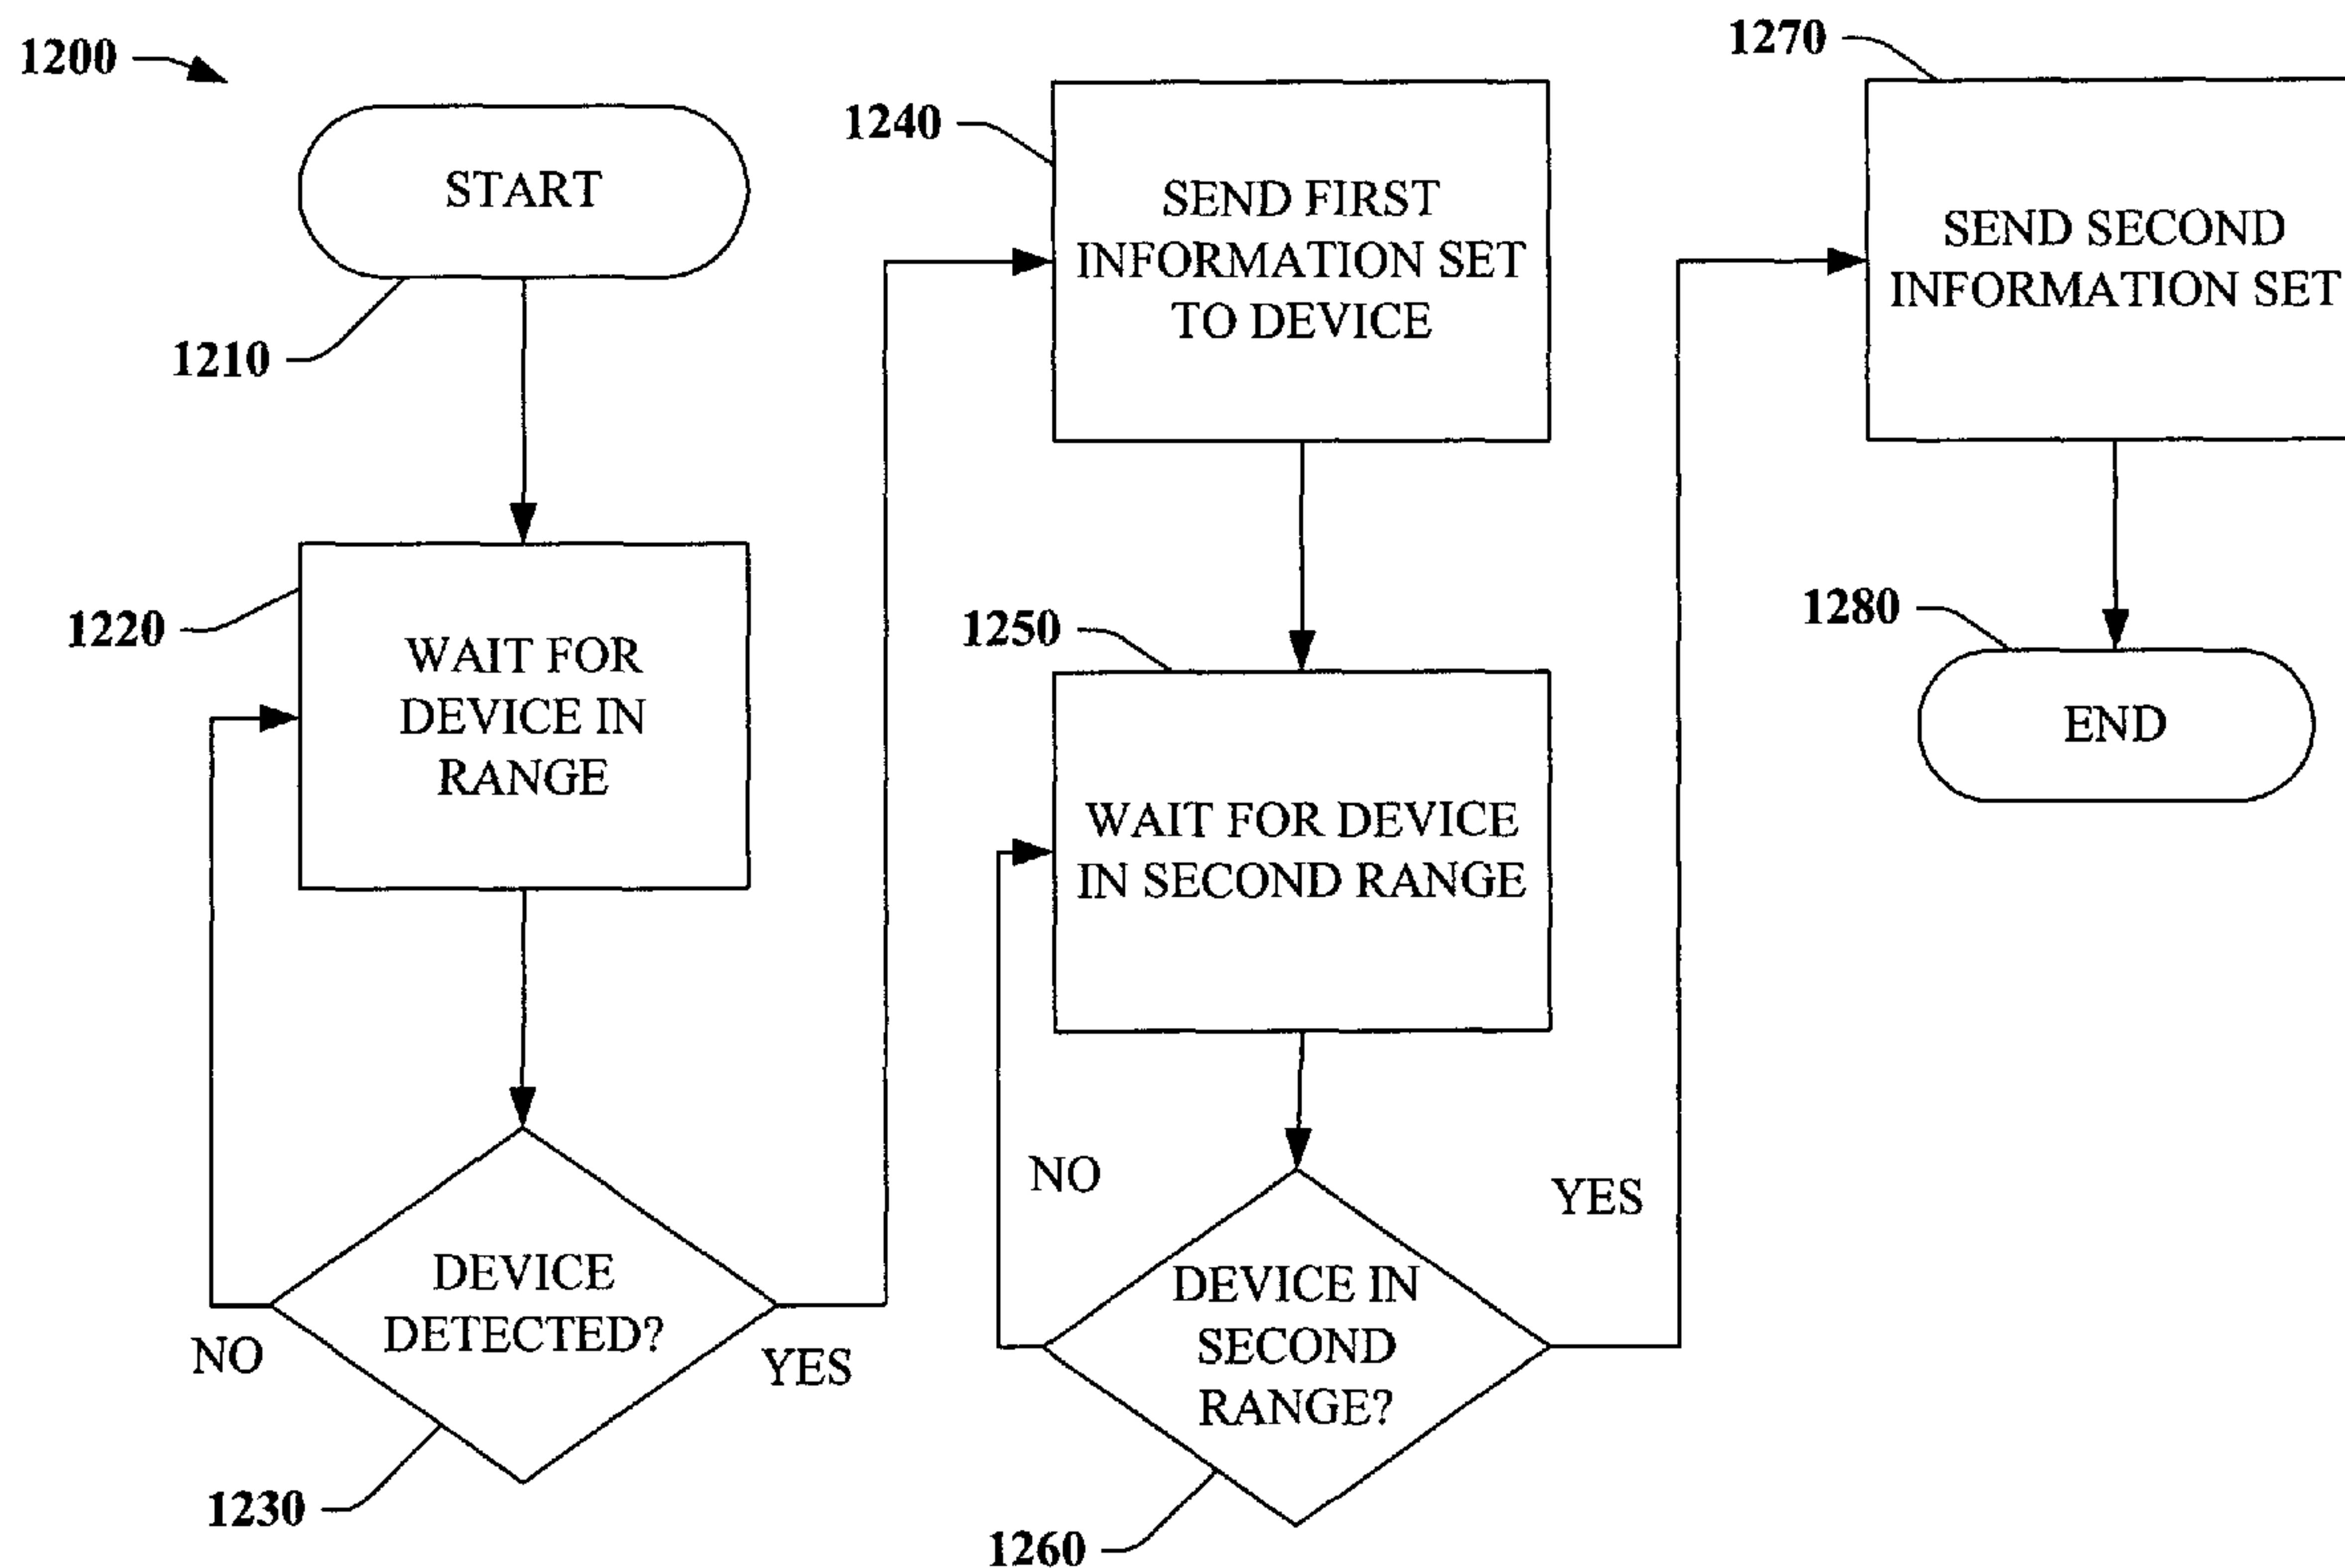 1200
START
1210
1220
WAIT FOR
DEVICE IN
RANGE
DEVICE
DETECTED?
NO
YES
1230
1240
SEND FIRST
INFORMATION SET
TO DEVICE
1250
WAIT FOR DEVICE
IN SECOND RANGE
NO
YES
DEVICE IN
SECOND
RANGE?
1260
1270
SEND SECOND
INFORMATION SET
1280
END